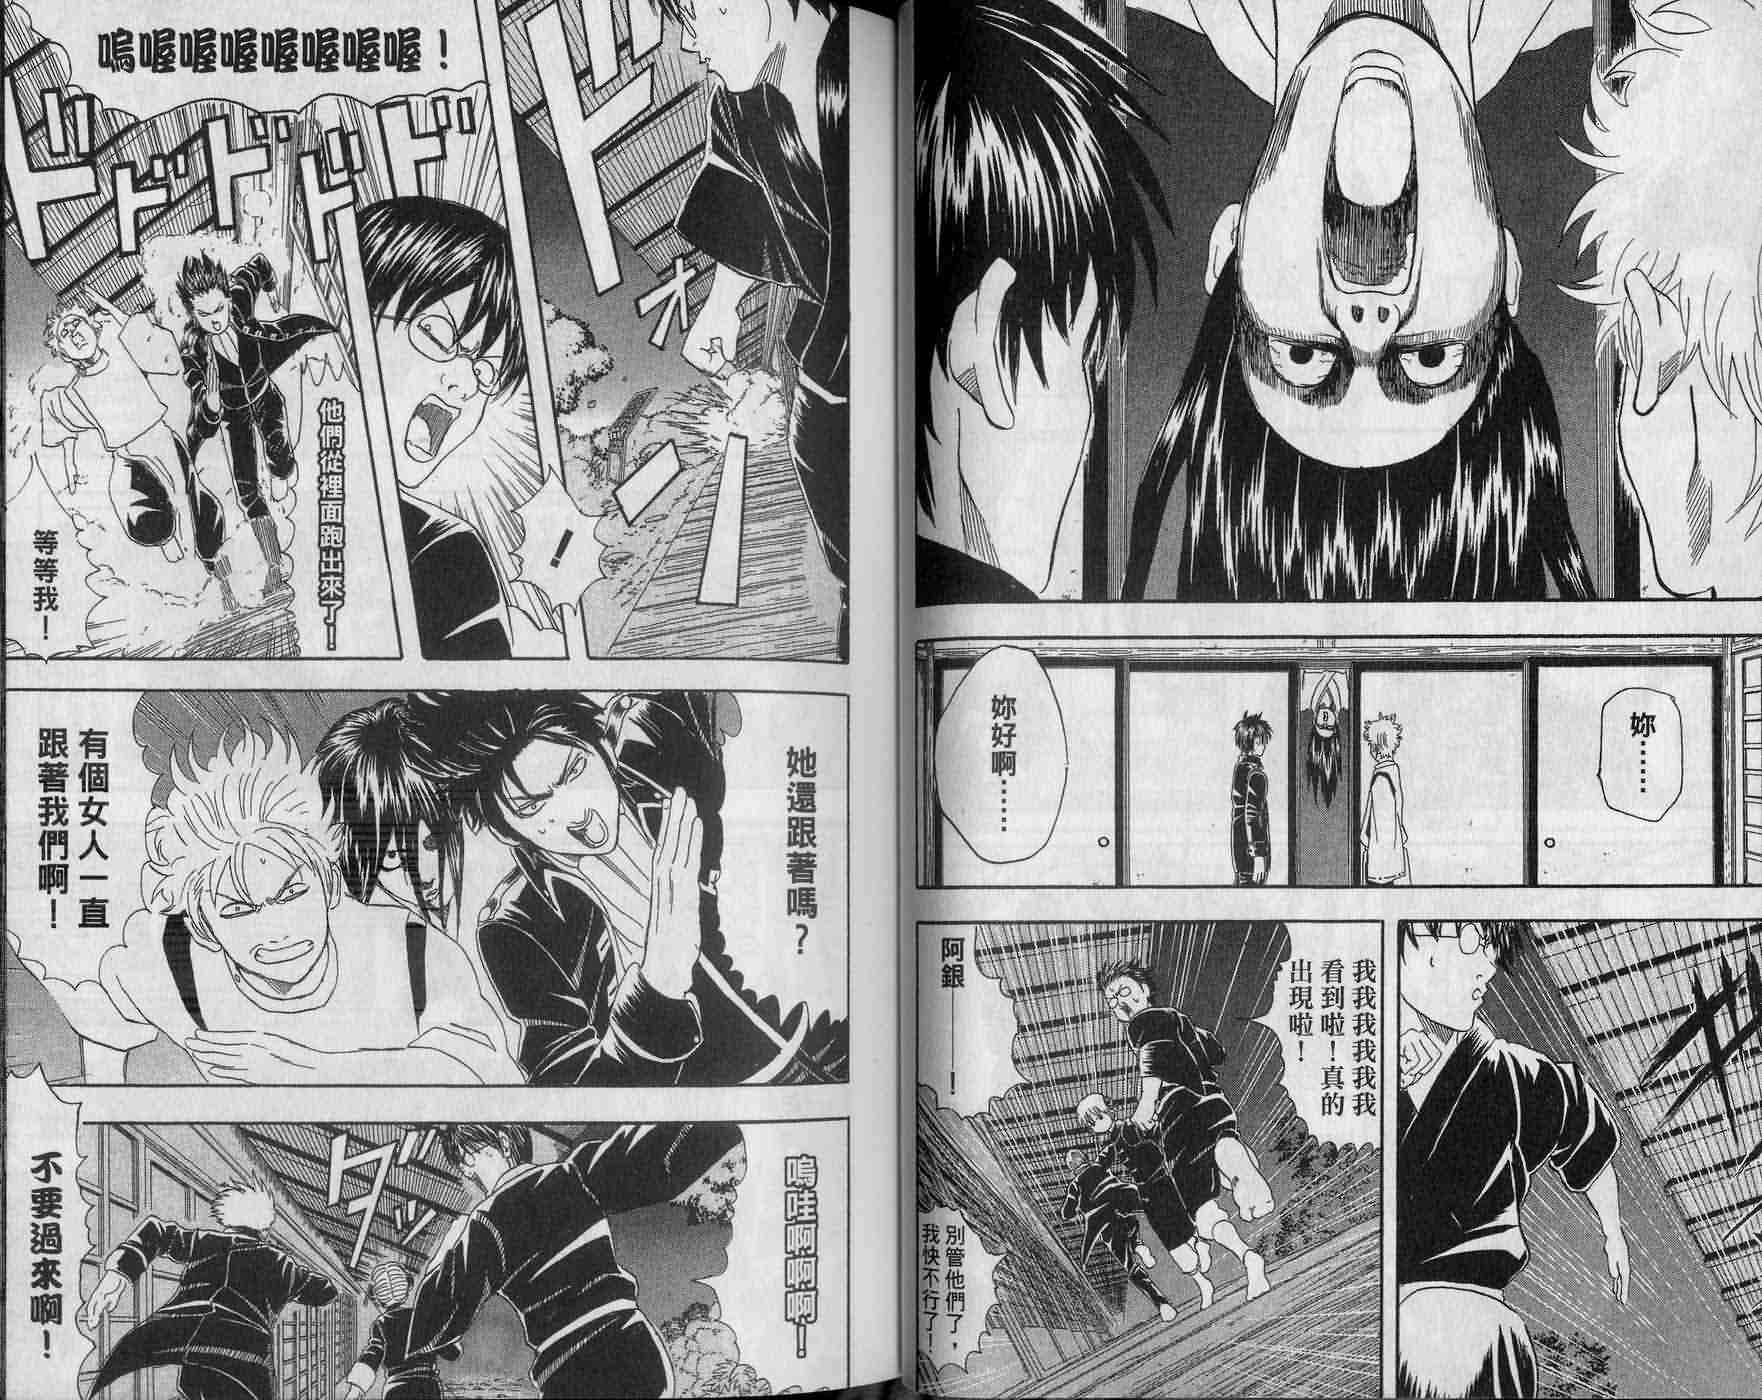 妳……
妳好啊……
我我我我我我
看到啦！真的
出現啦！
阿銀——！
別管他們了，
我快不行了！
ドドドドドド
オ
！
嗚喔喔喔喔喔喔喔！
他們從裡面跑出來了！
等等我！
她還跟著嗎？
有個女人一直
跟著我們啊！
嗚哇啊啊啊！
不要過來啊！